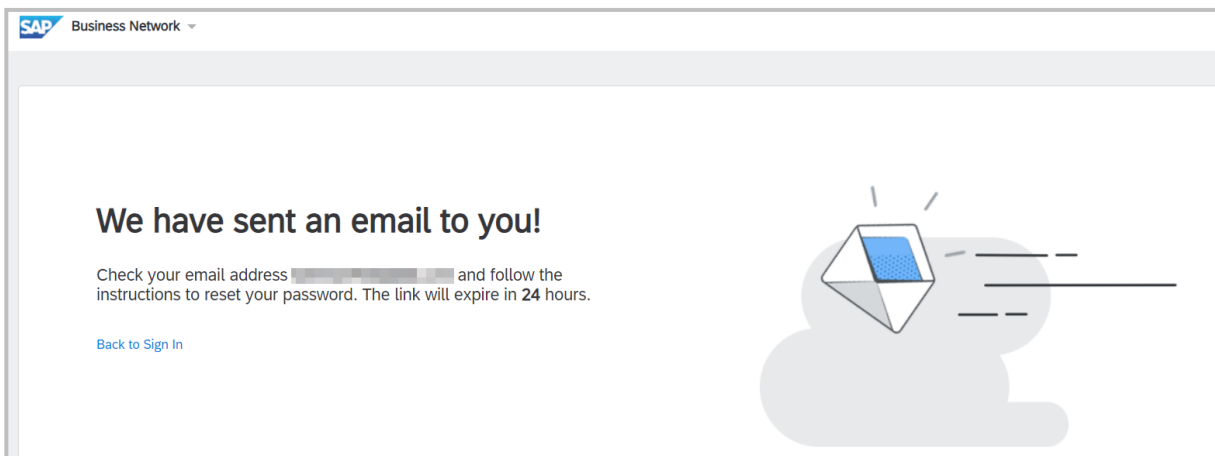 SAP Business Network
We have sent an email to you!
Check your email address and follow the
instructions to reset your password. The link will expire in 24 hours.
Back to Sign In